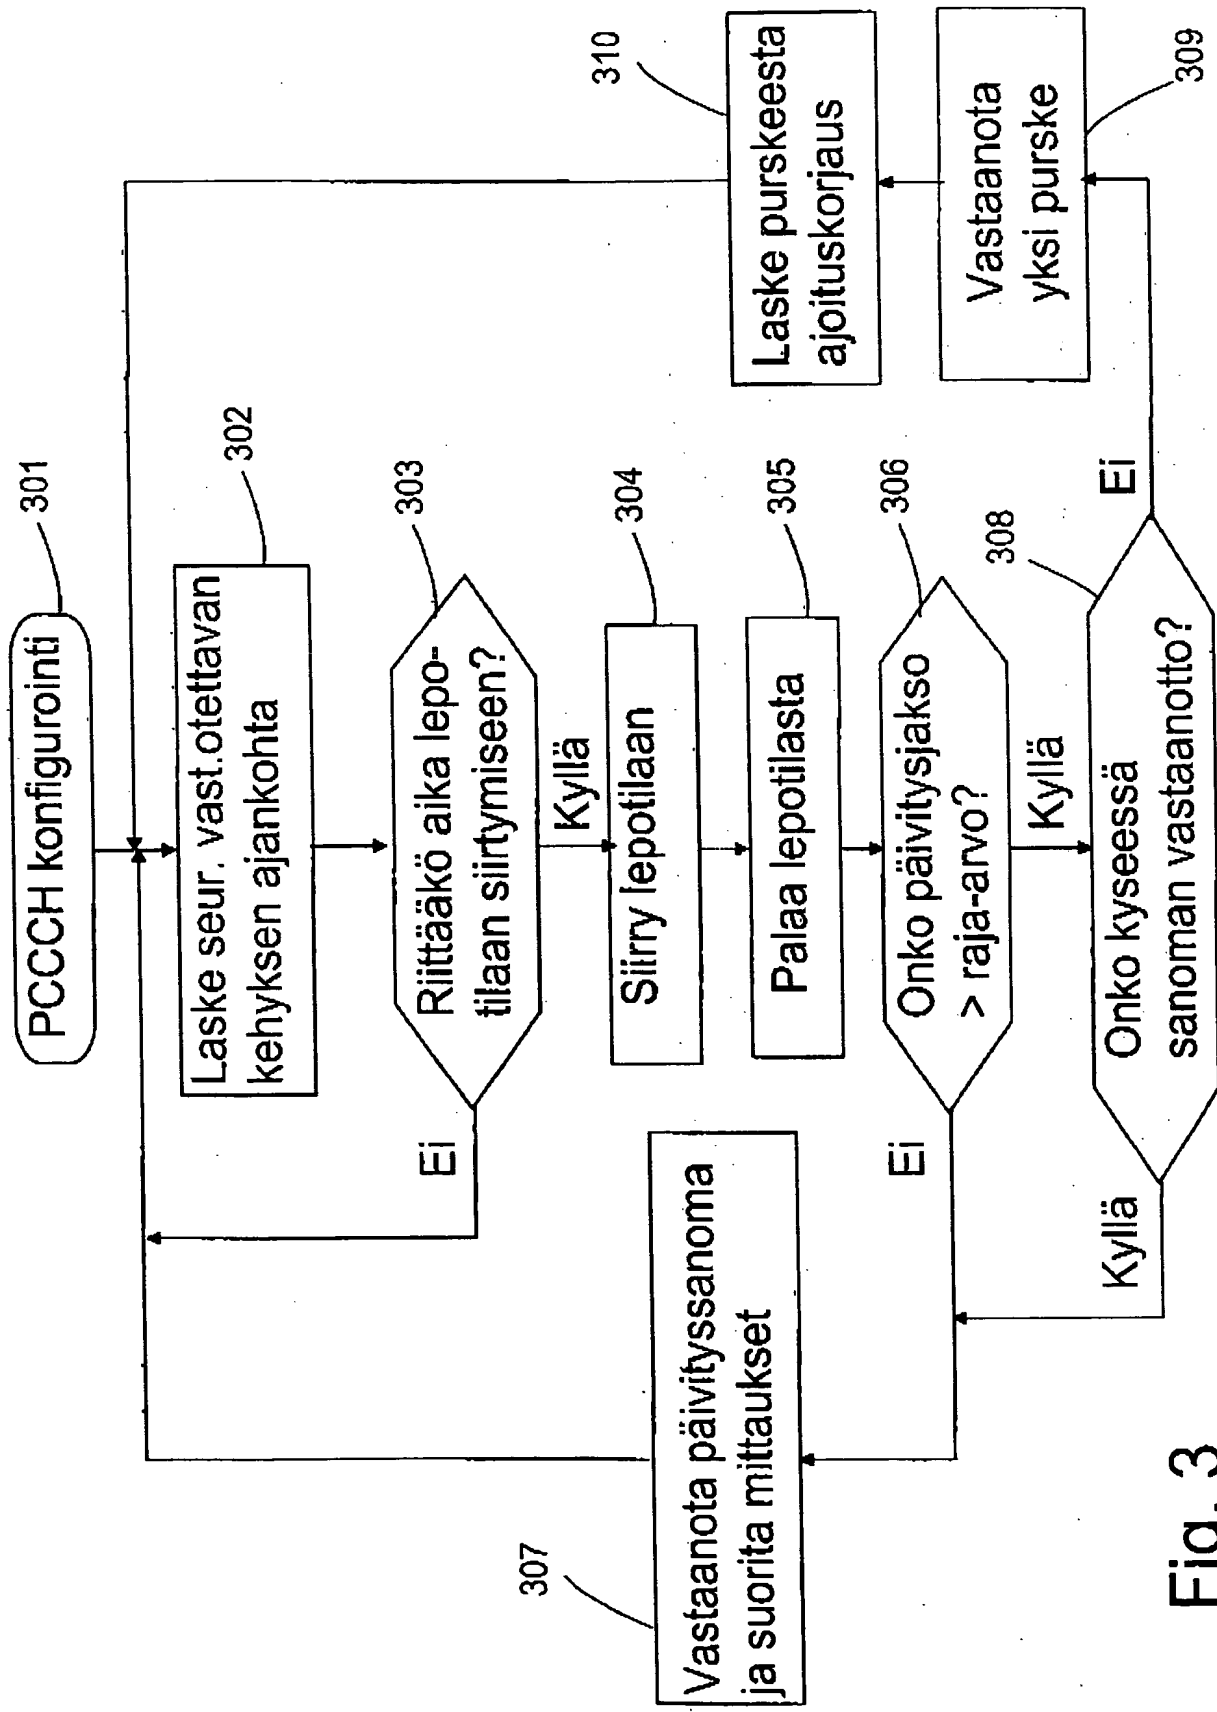 PCCCH konfigurointi
301
Laske seur. vast.otettavan
kehyksen ajankohta
302
Riittääkö aika lepo-
tilaan siirtymiseen?
303
Ei
Kyllä
Siirry lepotilaan
304
Palaa lepotilasta
305
Onko päivitysjakso
> raja-arvo?
306
Ei
Kyllä
Vastaanota päivityssanoma
ja suorita mittaukset
307
Onko kyseessä
sanoman vastaanotto?
308
Kyllä
Ei
Vastaanota
yksi purske
309
Laske purskeesta
ajoituskorjaus
310
Fig. 3